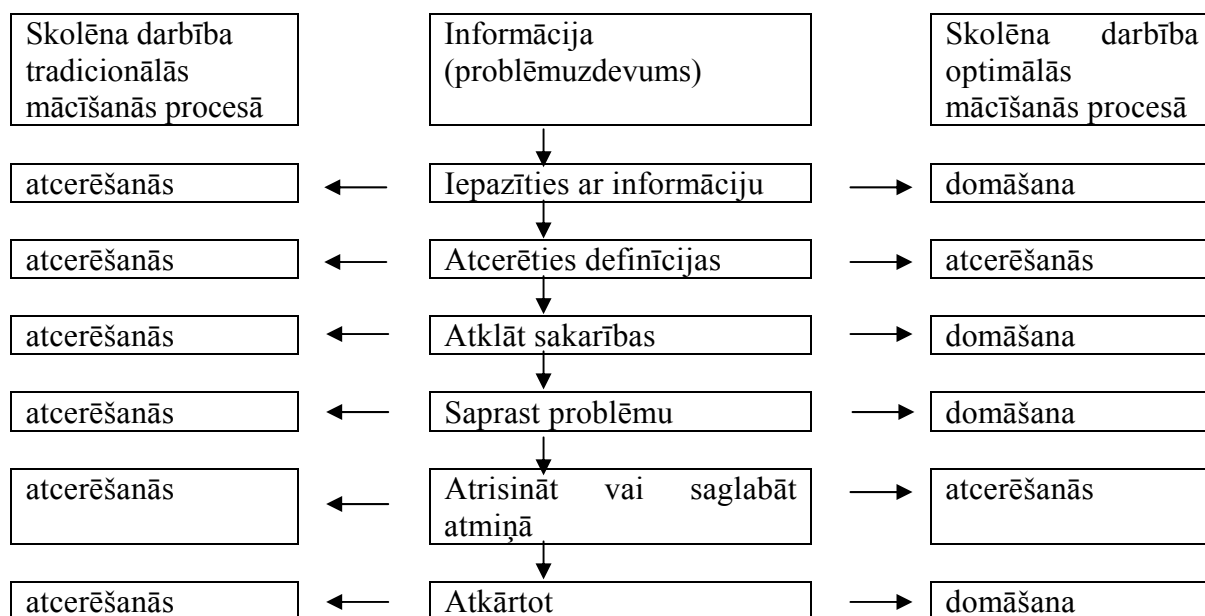 Skolēna darbība
tradicionālās
mācīšanās procesā
Informācija
(problēmuzdevums)
Skolēna darbība
optimālās
mācīšanās procesā
atcerēšanās
Iepazīties ar informāciju
domāšana
atcerēšanās
Atcerēties definīcijas
atcerēšanās
atcerēšanās
Atklāt sakarības
domāšana
atcerēšanās
Saprast problēmu
domāšana
atcerēšanās
Atrisināt vai saglabāt
atmiņā
atcerēšanās
atcerēšanās
Atkārtot
domāšana